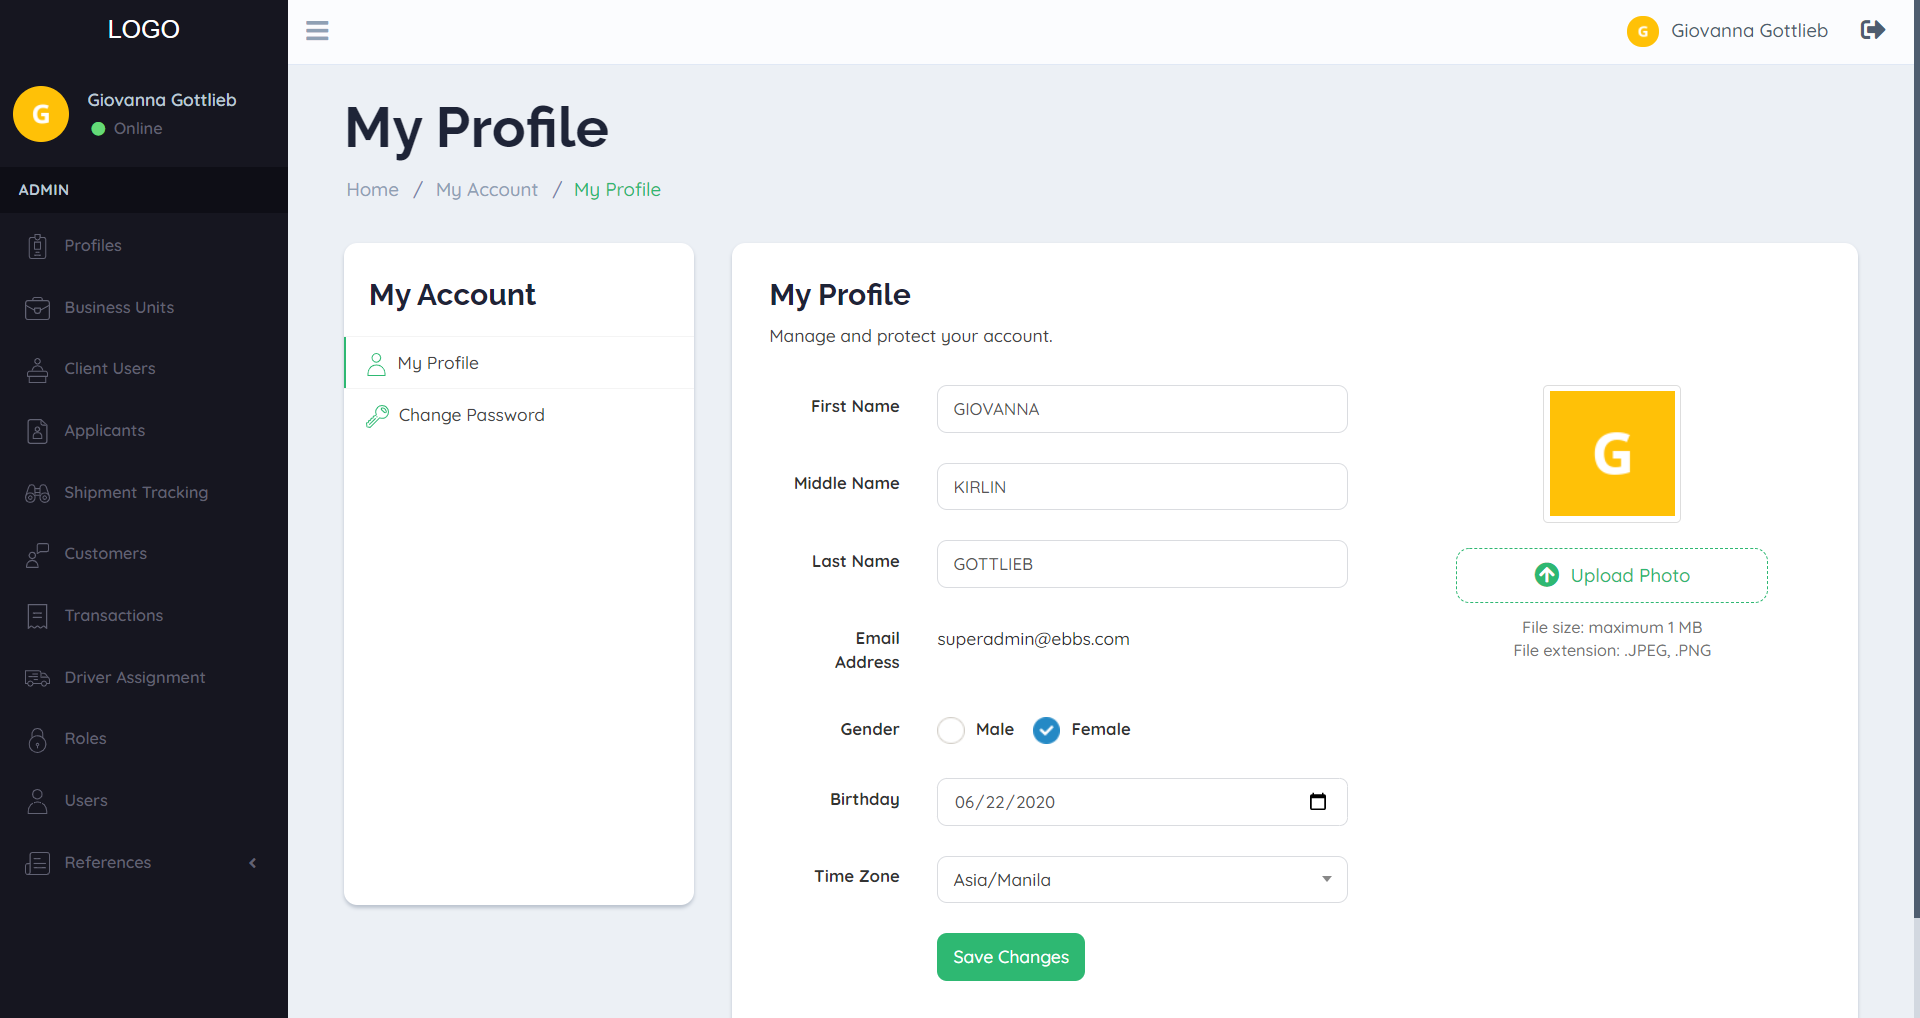 LOGO
G
Giovanna Gottlieb
Online
ADMIN
Profiles
Business Units
Client Users
Applicants
Shipment Tracking
Customers
Transactions
Driver Assignment
Roles
Users
References
G
Giovanna Gottlieb
My Profile
Home / My Account / My Profile
My Account
My Profile
Change Password
My Profile
Manage and protect your account.
First Name
GIOVANNA
Middle Name
KIRLIN
Last Name
GOTTLIEB
Email
Address
superadmin@ebbs.com
Gender
Male
Female
Birthday
06/22/2020
Time Zone
Asia/Manila
Save Changes
G
Upload Photo
File size: maximum 1 MB
File extension: .JPEG, .PNG